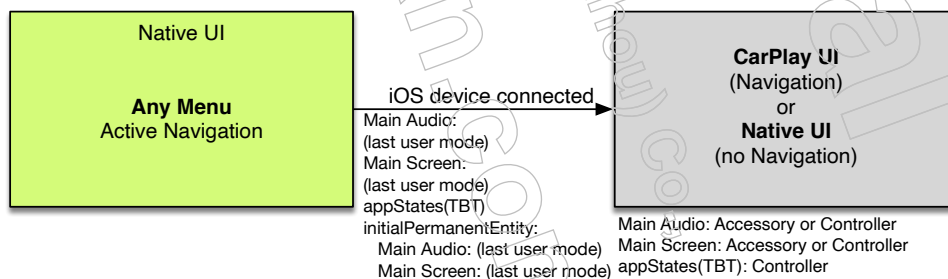 Native UI
Any Menu
Active Navigation
iOS device connected
Main Audio:
(last user mode)
Main Screen:
(last user mode)
appStates(TBT)
initialPermanentEntity:
Main Audio: (last user mode)
Main Screen: (last user mode)
CarPlay UI
(Navigation)
or
Native UI
(no Navigation)
Main Audio: Accessory or Controller
Main Screen: Accessory or Controller
appStates(TBT): Controller